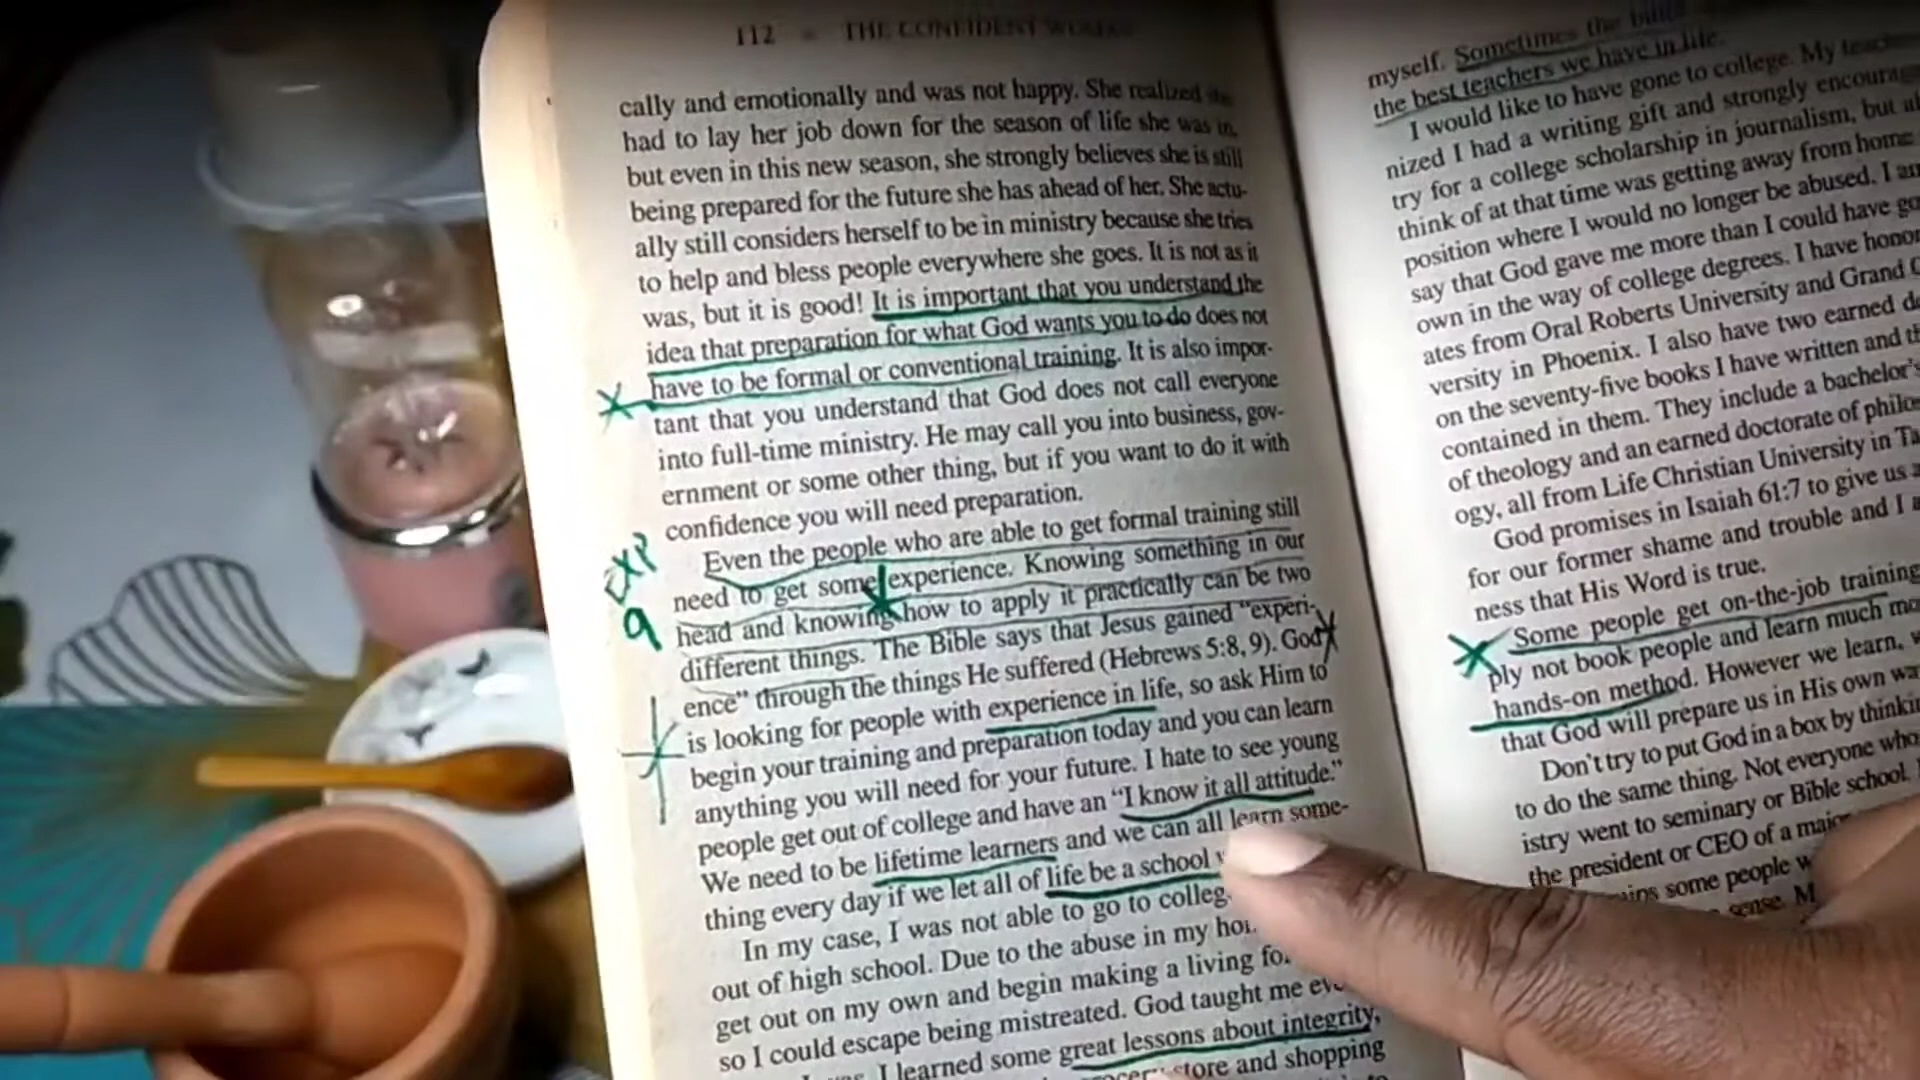 112 THE CONFIDENT
cally and emotionally and was not happy. She realized she
had to lay her job down for the season of life she was in,
but even in this new season, she strongly believes she is still
being prepared for the future she has ahead of her. She actu-
ally still considers herself to be in ministry because she tries
to help and bless people everywhere she goes. It is not as it
was, but it is good! It is important that you understand the
idea that preparation for what God wants you to do does not
have to be formal or conventional training. It is also impor-
tant that you understand that God does not call everyone
into full-time ministry. He may call you into business, gov-
ernment or some other thing, but if you want to do it with
confidence you will need preparation.
Even the people who are able to get formal training still
need to get some experience. Knowing something in our
head and knowing how to apply it practically can be two
different things. The Bible says that Jesus gained "experi-
ence" through the things He suffered (Hebrews 5:8, 9). God
is looking for people with experience in life, so ask Him to
begin your training and preparation today and you can learn
anything you will need for your future. I hate to see young
people get out of college and have an "I know it all attitude."
We need to be lifetime learners and we can all learn some-
thing every day if we let all of life be a school
In my case, I was not able to go to colleg
out of high school. Due to the abuse in my ho
get out on my own and begin making a living fo
so I could escape being mistreated. God taught me ev
I learned some great lessons about integrity,
store and shopping
Exp
9
myself. Sometimes the
the best teachers we have in life.
I would like to have gone to college. My teache
nized I had a writing gift and strongly encourag
try for a college scholarship in journalism, but al
think of at that time was getting away from home
position where I would no longer be abused. I am
say that God gave me more than I could have go
own in the way of college degrees. I have honor
ates from Oral Roberts University and Grand C
versity in Phoenix. I also have two earned de
on the seventy-five books I have written and th
contained in them. They include a bachelor's
of theology and an earned doctorate of philos
ogy, all from Life Christian University in Ta
God promises in Isaiah 61:7 to give us a
for our former shame and trouble and I a
ness that His Word is true.
Some people get on-the-job training
ply not book people and learn much mo
hands-on method. However we learn, w
that God will prepare us in His own wa
Don't try to put God in a box by thinkin
to do the same thing. Not everyone who
istry went to seminary or Bible school.
the president or CEO of a major
some people w
sense. M